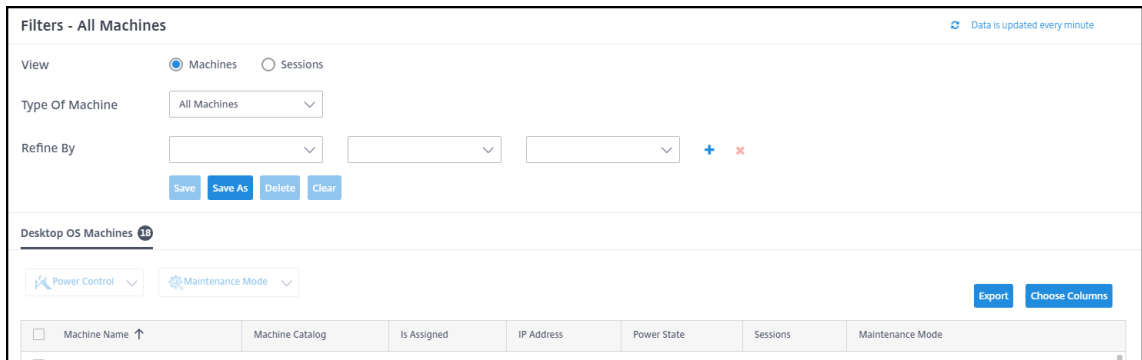 Filters - All Machines
Data is updated every minute
View
Machines
Sessions
Type Of Machine
All Machines
Refine By
Save
Save As
Delete
Clear
Desktop OS Machines 18
Power Control
Maintenance Mode
Export
Choose Columns
Machine Name
Machine Catalog
Is Assigned
IP Address
Power State
Sessions
Maintenance Mode